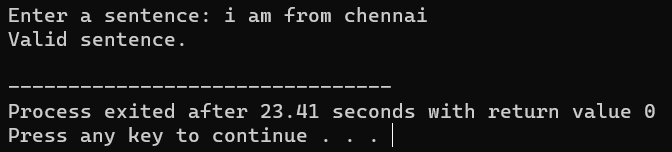 Enter a sentence: i am from chennai
Valid sentence.
--------------------------------
Process exited after 23.41 seconds with return value 0
Press any key to continue . . .